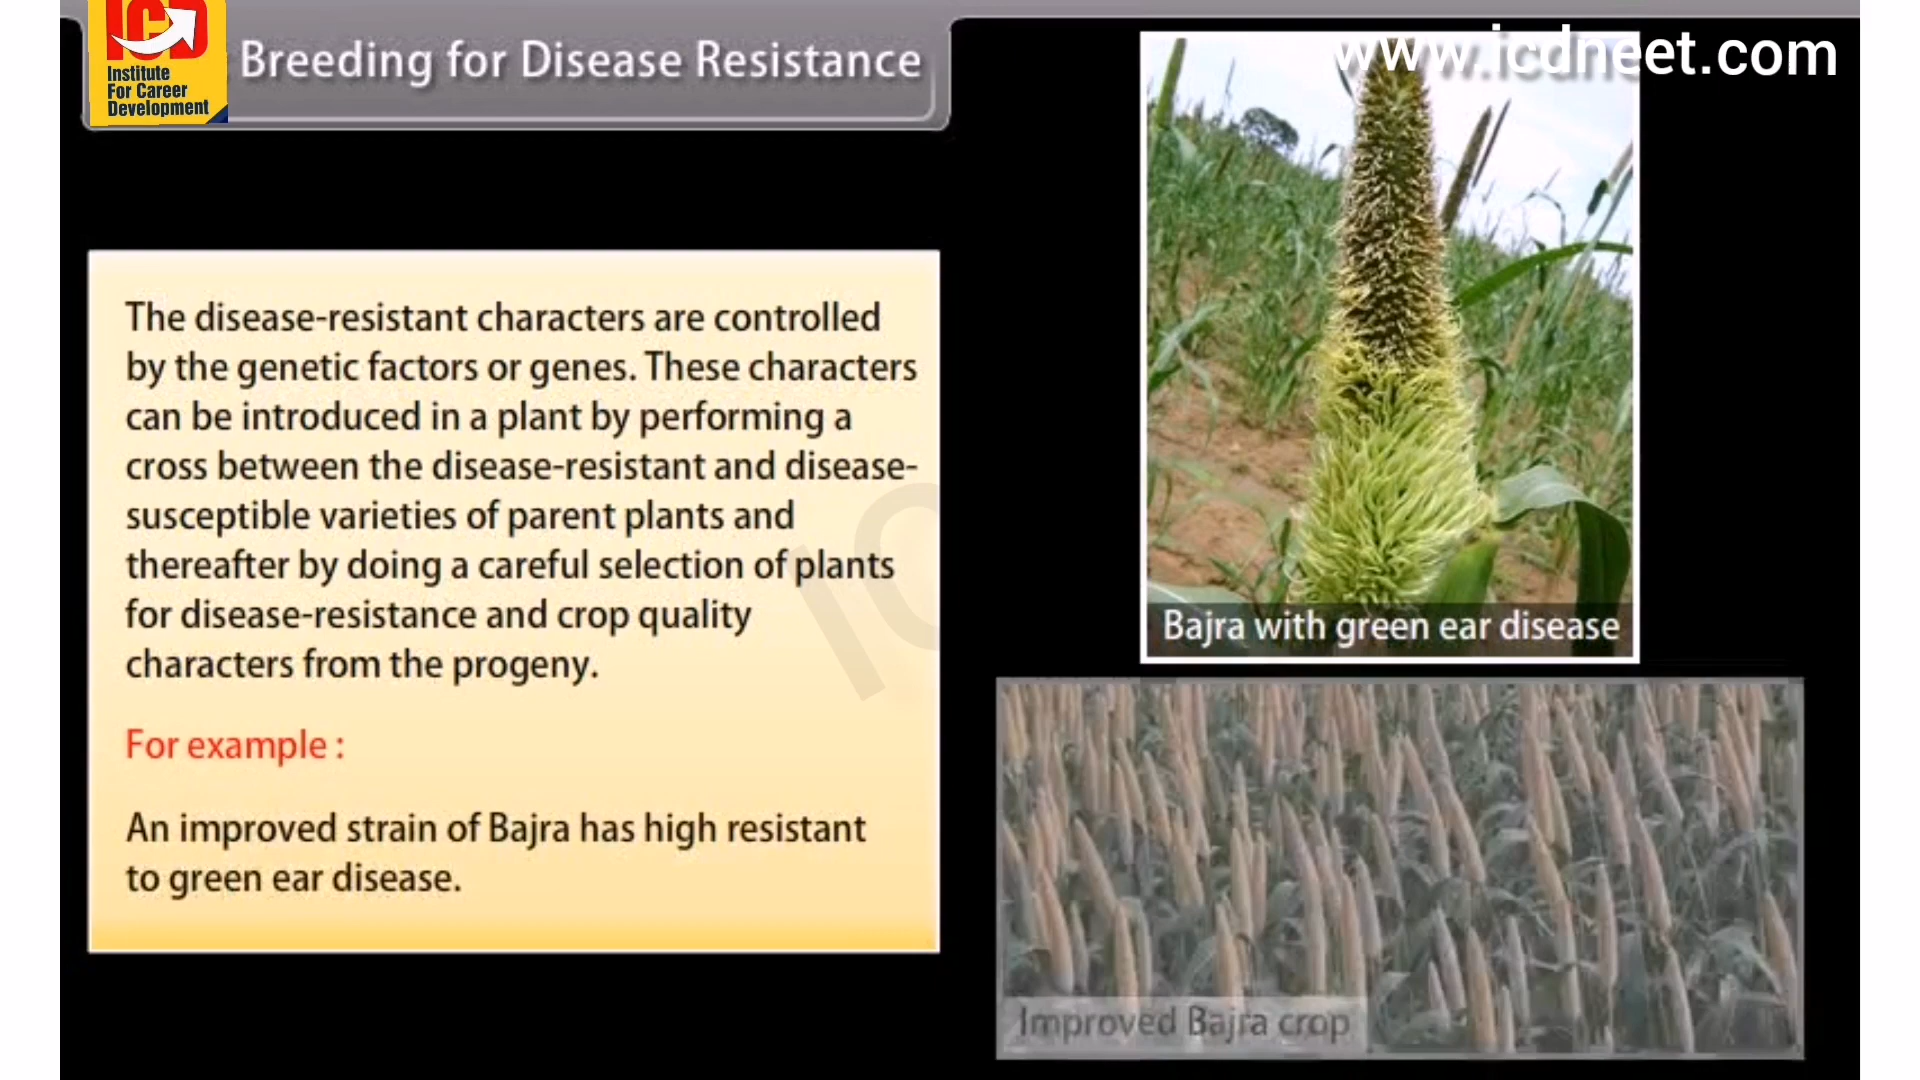 ICD
Institute
For Career
Development
Breeding for Disease Resistance
www.icdneet.com
The disease-resistant characters are controlled
by the genetic factors or genes. These characters
can be introduced in a plant by performing a
cross between the disease-resistant and disease-
susceptible varieties of parent plants and
thereafter by doing a careful selection of plants
for disease-resistance and crop quality
characters from the progeny.
For example :
An improved strain of Bajra has high resistant
to green ear disease.
Bajra with green ear disease
Improved Bajra crop